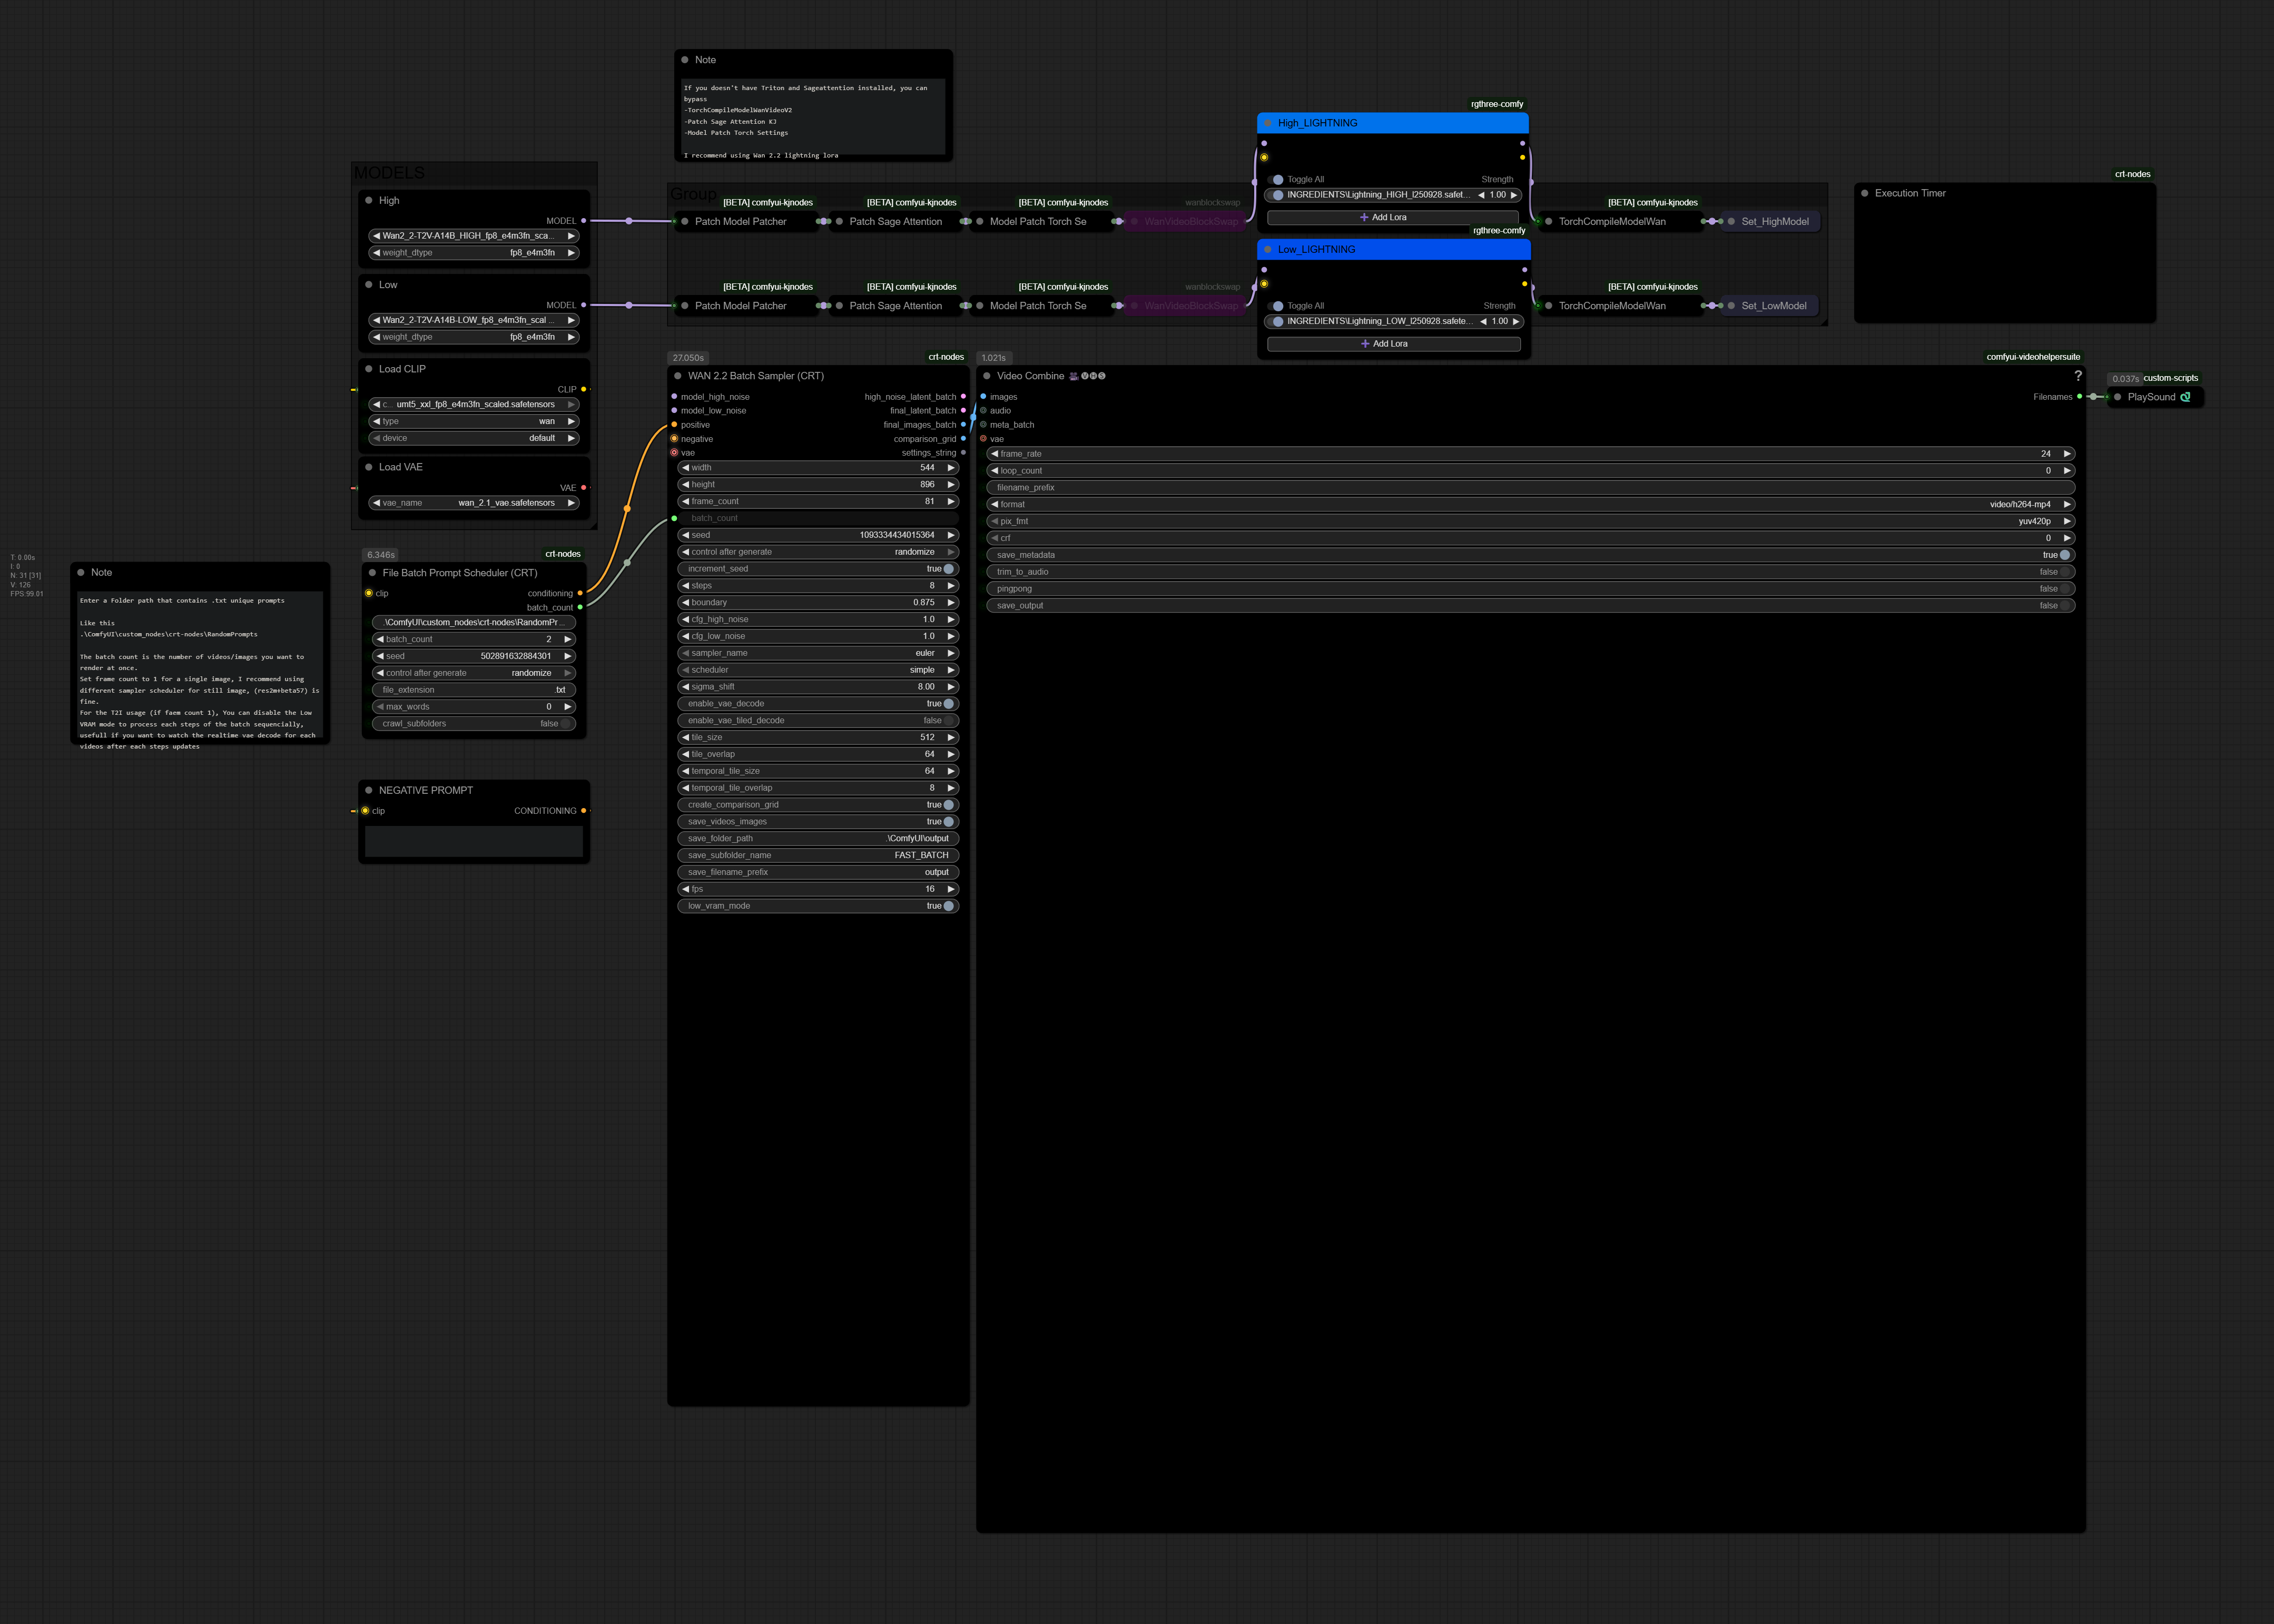 Note
If you doesn't have Triton and Sageattention installed, you can
bypass
-TorchCompileModelWanVideoV2
-Patch Sage Attention KJ
-Model Patch Torch Settings
I recommend using Wan 2.2 lightning lora
MODELS
High
MODEL
Wan2_2-T2V-A14B_HIGH_fp8_e4m3fn_sca...
weight_dtype fp8_e4m3fn
Low
MODEL
Wan2_2-T2V-A14B-LOW_fp8_e4m3fn_scal ...
weight_dtype fp8_e4m3fn
Load CLIP
CLIP
c... umt5_xxl_fp8_e4m3fn_scaled.safetensors
type wan
device default
Load VAE
VAE
vae_name wan_2.1_vae.safetensors
Group
[BETA] comfyui-kjnodes
Patch Model Patcher
[BETA] comfyui-kjnodes
Patch Sage Attention
[BETA] comfyui-kjnodes
Model Patch Torch Se
wanblockswap
WanVideoBlockSwap
rgthree-comfy
High_LIGHTNING
Toggle All Strength
INGREDIENTS\Lightning_HIGH_I250928.safet... 1.00
+ Add Lora
[BETA] comfyui-kjnodes
TorchCompileModelWan
Set_HighModel
[BETA] comfyui-kjnodes
Patch Model Patcher
[BETA] comfyui-kjnodes
Patch Sage Attention
[BETA] comfyui-kjnodes
Model Patch Torch Se
wanblockswap
WanVideoBlockSwap
rgthree-comfy
Low_LIGHTNING
Toggle All Strength
INGREDIENTS\Lightning_LOW_I250928.safete... 1.00
+ Add Lora
[BETA] comfyui-kjnodes
TorchCompileModelWan
Set_LowModel
crt-nodes
Execution Timer
T: 0.00s
I: 0
N: 31 [31]
V: 126
FPS:99.01
Note
Enter a Folder path that contains .txt unique prompts
Like this
.\ComfyUI\custom_nodes\crt-nodes\RandomPrompts
The batch count is the number of videos/images you want to
render at once.
Set frame count to 1 for a single image, I recommend using
different sampler scheduler for still image, (res2m+beta57) is
fine.
For the T2I usage (if faem count 1), You can disable the Low
VRAM mode to process each steps of the batch sequencially,
usefull if you want to watch the realtime vae decode for each
videos after each steps updates
6.346s crt-nodes
File Batch Prompt Scheduler (CRT)
clip conditioning
batch_count
.\ComfyUI\custom_nodes\crt-nodes\RandomPr...
batch_count 2
seed 502891632884301
control after generate randomize
file_extension .txt
max_words 0
crawl_subfolders false
NEGATIVE PROMPT
clip CONDITIONING
27.050s crt-nodes
WAN 2.2 Batch Sampler (CRT)
model_high_noise high_noise_latent_batch
model_low_noise final_latent_batch
positive final_images_batch
negative comparison_grid
vae settings_string
width 544
height 896
frame_count 81
batch_count
seed 1093334434015364
control after generate randomize
increment_seed true
steps 8
boundary 0.875
cfg_high_noise 1.0
cfg_low_noise 1.0
sampler_name euler
scheduler simple
sigma_shift 8.00
enable_vae_decode true
enable_vae_tiled_decode false
tile_size 512
tile_overlap 64
temporal_tile_size 64
temporal_tile_overlap 8
create_comparison_grid true
save_videos_images true
save_folder_path .\ComfyUI\output
save_subfolder_name FAST_BATCH
save_filename_prefix output
fps 16
low_vram_mode true
1.021s comfyui-videohelpersuite
Video Combine 🎥🅥🅗🅢 ?
images Filenames
audio
meta_batch
vae
frame_rate 24
loop_count 0
filename_prefix
format video/h264-mp4
pix_fmt yuv420p
crf 0
save_metadata true
trim_to_audio false
pingpong false
save_output false
0.037s custom-scripts
PlaySound 🐍